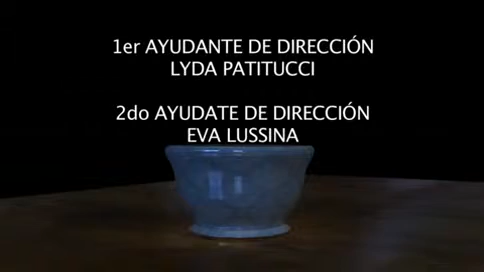 1er AYUDANTE DE DIRECCIÓN
LYDA PATITUCCI
2do AYUDATE DE DIRECCIÓN
EVA LUSSINA